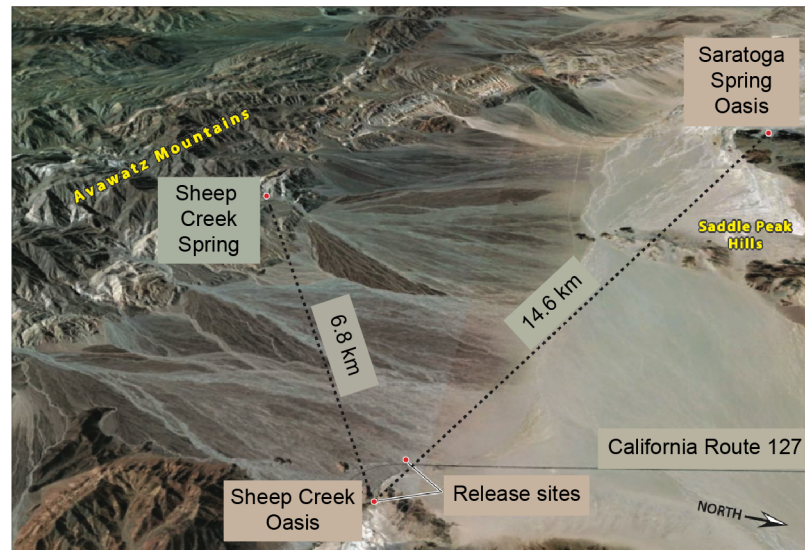 Saratoga
Spring
Oasis
Avawatz Mountains
Sheep
Creek
Spring
Saddle Peak
Hills
14.6 km
6.8 km
California Route 127
Sheep Creek
Oasis
Release sites
NORTH